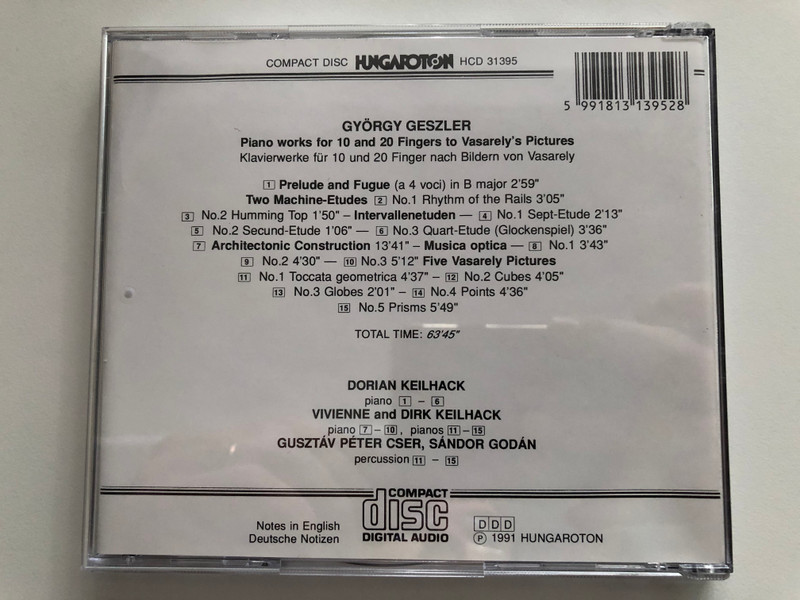 COMPACT DISC HUNGAROTON HCD 31395
5 991813 139528
GYÖRGY GESZLER
Piano works for 10 and 20 Fingers to Vasarely's Pictures
Klavierwerke für 10 und 20 Finger nach Bildern von Vasarely
1 Prelude and Fugue (a 4 voci) in B major 2'59"
Two Machine-Etudes 2 No.1 Rhythm of the Rails 3'05"
3 No.2 Humming Top 1'50" – Intervallenetuden — 4 No.1 Sept-Etude 2'13"
5 No.2 Secund-Etude 1'06" — 6 No.3 Quart-Etude (Glockenspiel) 3'36"
7 Architectonic Construction 13'41" – Musica optica — 8 No.1 3'43"
9 No.2 4'30" — 10 No.3 5'12" Five Vasarely Pictures
11 No.1 Toccata geometrica 4'37" – 12 No.2 Cubes 4'05"
13 No.3 Globes 2'01" – 14 No.4 Points 4'36"
15 No.5 Prisms 5'49"
TOTAL TIME: 63'45"
DORIAN KEILHACK
piano 1 – 6
VIVIENNE and DIRK KEILHACK
piano 7 – 10, pianos 11 – 15
GUSZTÁV PÉTER CSER, SÁNDOR GODÁN
percussion 11 – 15
Notes in English
Deutsche Notizen
COMPACT
disc
DIGITAL AUDIO
DDD
Ⓟ 1991 HUNGAROTON